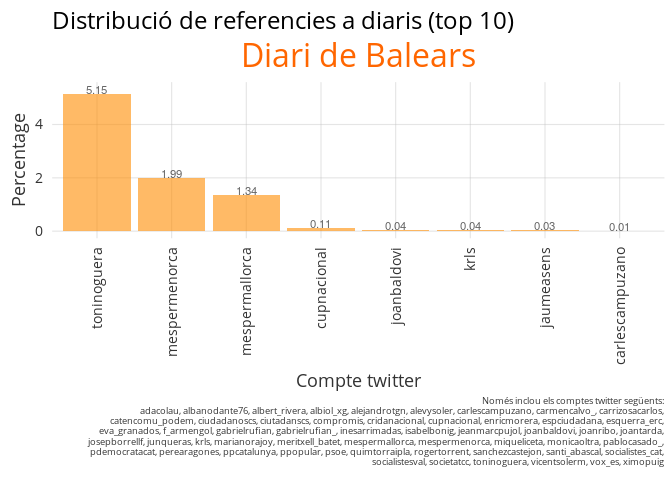 Distribució de referencies a diaris (top 10)
Diari de Balears
Percentage
4
2
0
5.15
1.99
1.34
0.11
0.04
0.04
0.03
0.01
toninoguera
mespermenorca
mespermallorca
cupnacional
joanbaldovi
krls
jaumeasens
carlescampuzano
Compte twitter
Només inclou els comptes twitter següents:
adacolau, albanodante76, albert_rivera, albiol_xg, alejandrotgn, alevysoler, carlescampuzano, carmencalvo_, carrizosacarlos,
catencomu_podem, ciudadanoscs, ciutadanscs, compromis, cridanacional, cupnacional, enricmorera, espciudadana, esquerra_erc,
eva_granados, f_armengol, gabrielrufian, gabrielrufian_, inesarrimadas, isabelbonig, jeanmarcpujol, joanbaldovi, joanribo, joantarda,
josepborrellf, junqueras, krls, marianorajoy, meritxell_batet, mespermallorca, mespermenorca, miqueliceta, monicaoltra, pablocasado_,
pdemocratacat, perearagones, ppcatalunya, ppopular, psoe, quimtorraipla, rogertorrent, sanchezcastejon, santi_abascal, socialistes_cat,
socialistesval, societatcc, toninoguera, vicentsolerm, vox_es, ximopuig